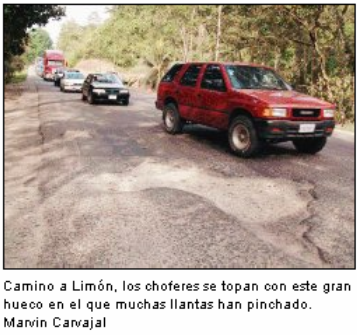 Camino a Limón, los choferes se topan con este gran
hueco en el que muchas llantas han pinchado.
Marvin Carvajal